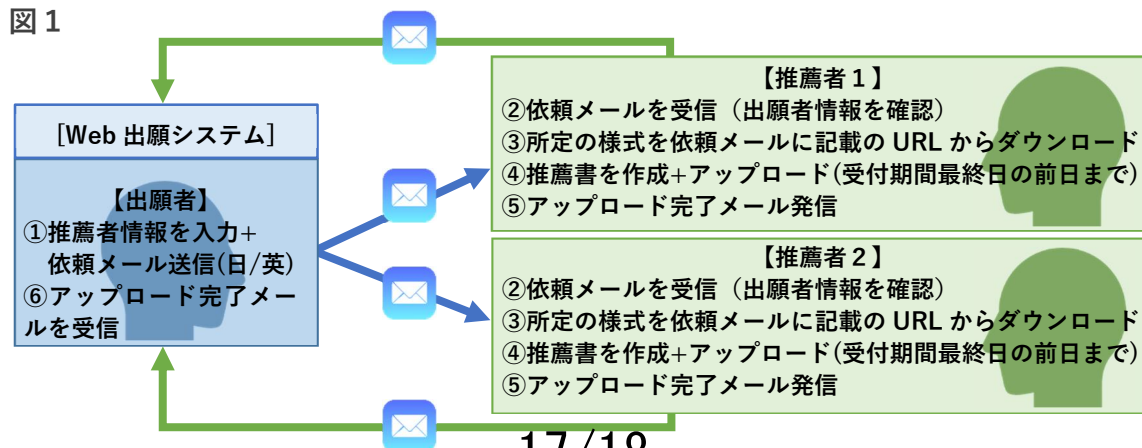 図1
【推薦者1】
②依頼メールを受信（出願者情報を確認）
③所定の様式を依頼メールに記載の URL からダウンロード
④推薦書を作成+アップロード(受付期間最終日の前日まで)
⑤アップロード完了メール発信
[Web 出願システム]
【出願者】
①推薦者情報を入力+
依頼メール送信(日/英)
⑥アップロード完了メー
ルを受信
【推薦者2】
②依頼メールを受信（出願者情報を確認）
③所定の様式を依頼メールに記載の URL からダウンロード
④推薦書を作成+アップロード(受付期間最終日の前日まで)
⑤アップロード完了メール発信
17/18